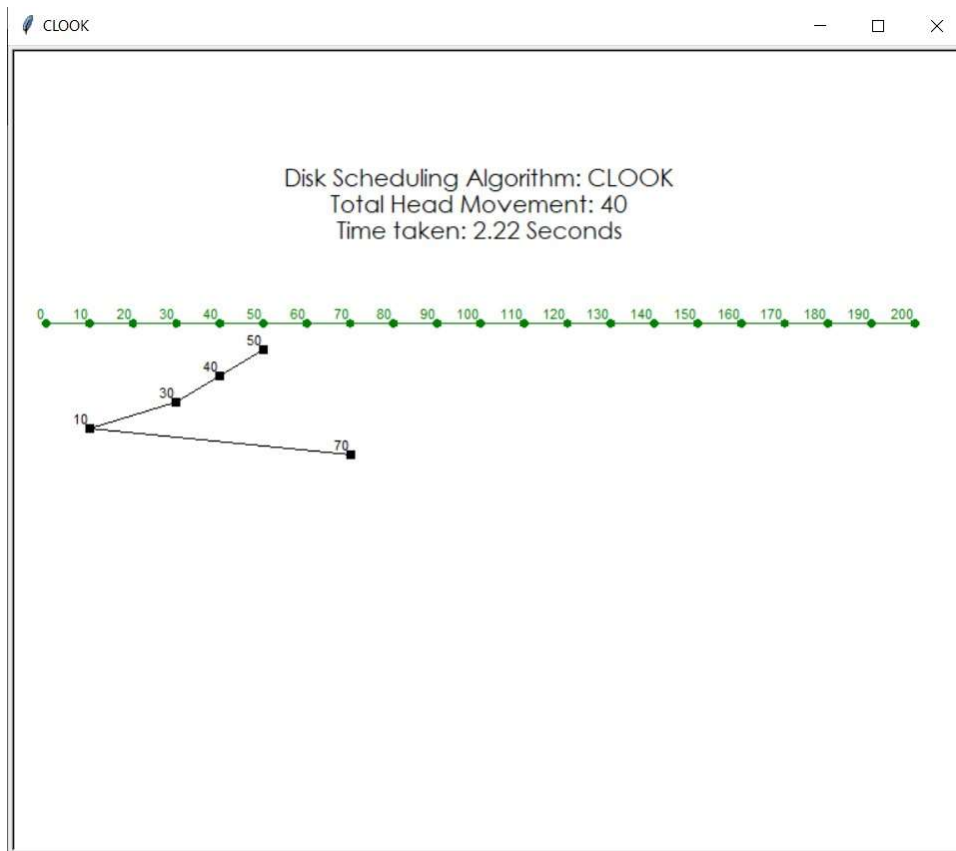 CLOOK
Disk Scheduling Algorithm: CLOOK
Total Head Movement: 40
Time taken: 2.22 Seconds
0 10 20 30 40 50 60 70 80 90 100 110 120 130 140 150 160 170 180 190 200
50
40
30
10
70